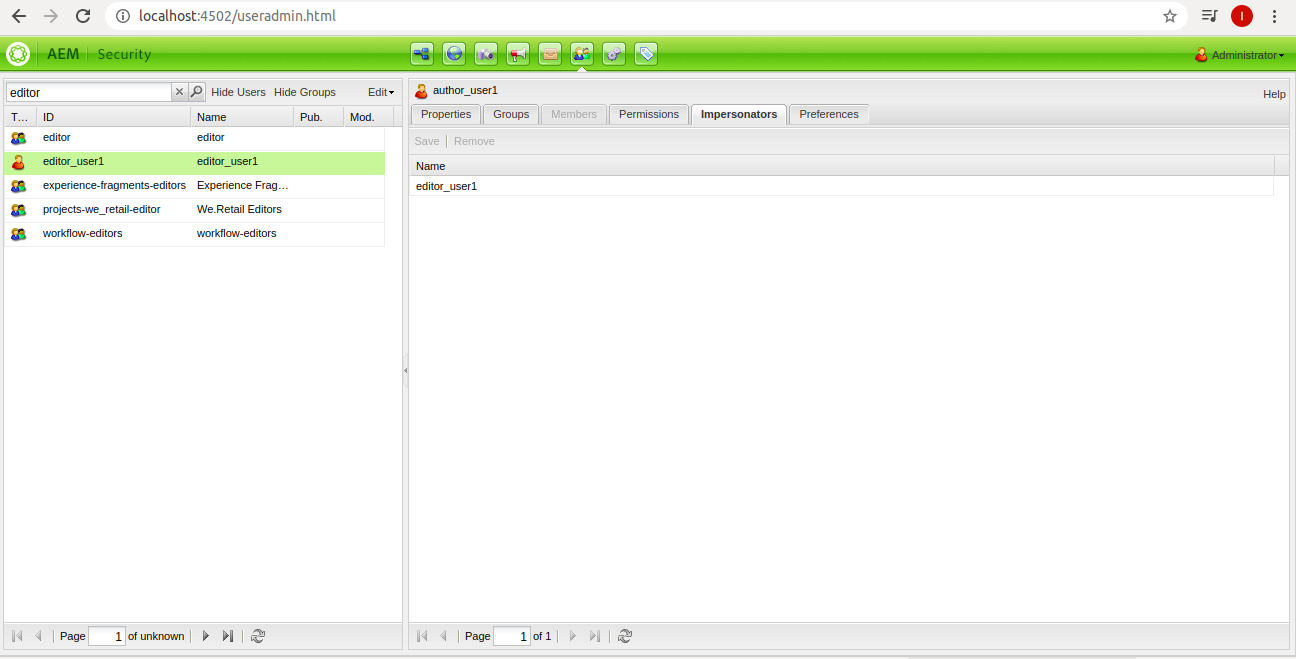 localhost:4502/useradmin.html
I
AEM Security
Administrator
editor Hide Users Hide Groups Edit
T... ID Name Pub. Mod.
editor editor
editor_user1 editor_user1
experience-fragments-editors Experience Frag...
projects-we_retail-editor We.Retail Editors
workflow-editors workflow-editors
Page 1 of unknown
author_user1
Help
Properties Groups Members Permissions Impersonators Preferences
Save Remove
Name
editor_user1
Page 1 of 1